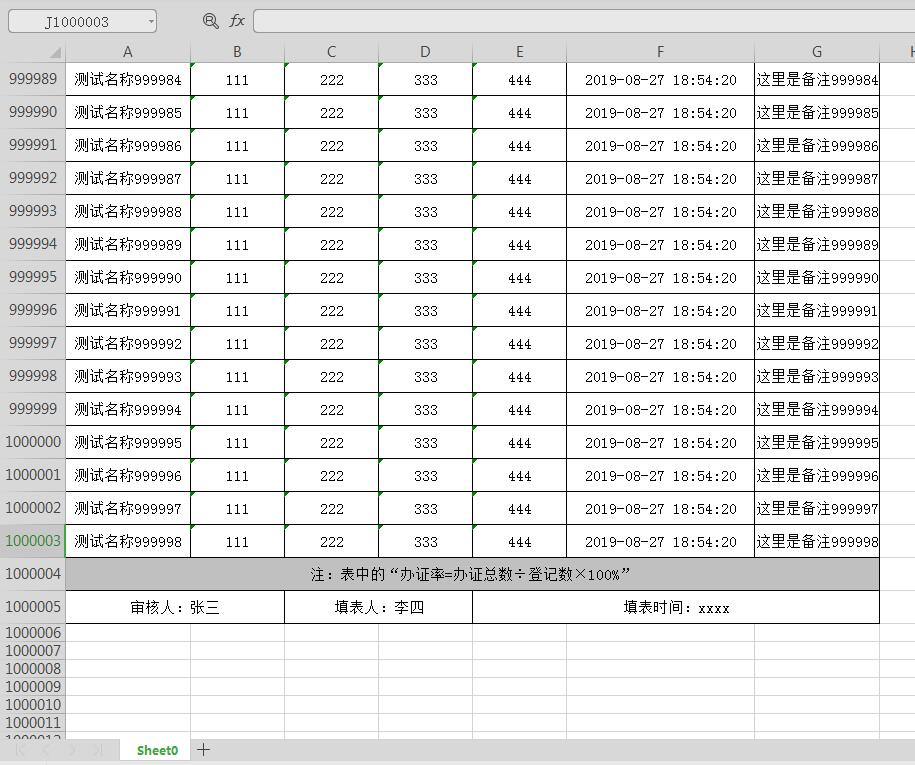 J1000003 fx
A B C D E F G H
999989 测试名称999984 111 222 333 444 2019-08-27 18:54:20 这里是备注999984
999990 测试名称999985 111 222 333 444 2019-08-27 18:54:20 这里是备注999985
999991 测试名称999986 111 222 333 444 2019-08-27 18:54:20 这里是备注999986
999992 测试名称999987 111 222 333 444 2019-08-27 18:54:20 这里是备注999987
999993 测试名称999988 111 222 333 444 2019-08-27 18:54:20 这里是备注999988
999994 测试名称999989 111 222 333 444 2019-08-27 18:54:20 这里是备注999989
999995 测试名称999990 111 222 333 444 2019-08-27 18:54:20 这里是备注999990
999996 测试名称999991 111 222 333 444 2019-08-27 18:54:20 这里是备注999991
999997 测试名称999992 111 222 333 444 2019-08-27 18:54:20 这里是备注999992
999998 测试名称999993 111 222 333 444 2019-08-27 18:54:20 这里是备注999993
999999 测试名称999994 111 222 333 444 2019-08-27 18:54:20 这里是备注999994
1000000 测试名称999995 111 222 333 444 2019-08-27 18:54:20 这里是备注999995
1000001 测试名称999996 111 222 333 444 2019-08-27 18:54:20 这里是备注999996
1000002 测试名称999997 111 222 333 444 2019-08-27 18:54:20 这里是备注999997
1000003 测试名称999998 111 222 333 444 2019-08-27 18:54:20 这里是备注999998
1000004 注：表中的“办证率=办证总数÷登记数×100%”
1000005 审核人：张三 填表人：李四 填表时间：xxxx
1000006
1000007
1000008
1000009
1000010
1000011
1000012
Sheet0